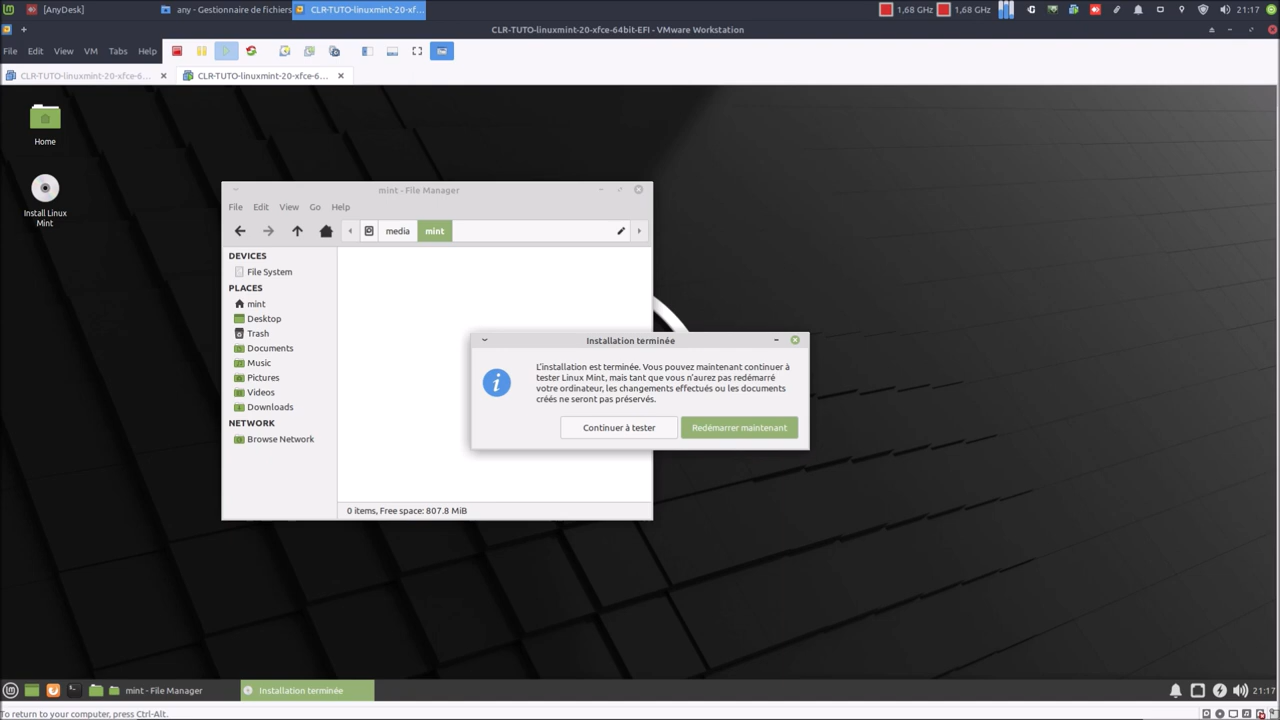 [AnyDesk]
any - Gestionnaire de fichiers
CLR-TUTO-linuxmint-20-xf...
1,68 GHz
1,68 GHz
21:17
CLR-TUTO-linuxmint-20-xfce-64bit-EFI - VMware Workstation
File Edit View VM Tabs Help
CLR-TUTO-linuxmint-20-xfce-6...
CLR-TUTO-linuxmint-20-xfce-6...
Home
Install Linux
Mint
mint - File Manager
File Edit View Go Help
media
mint
DEVICES
File System
PLACES
mint
Desktop
Trash
Documents
Music
Pictures
Videos
Downloads
NETWORK
Browse Network
0 items, Free space: 807.8 MiB
Installation terminée
L'installation est terminée. Vous pouvez maintenant continuer à
tester Linux Mint, mais tant que vous n'aurez pas redémarré
votre ordinateur, les changements effectués ou les documents
créés ne seront pas préservés.
Continuer à tester
Redémarrer maintenant
mint - File Manager
Installation terminée
21:17
To return to your computer, press Ctrl-Alt.